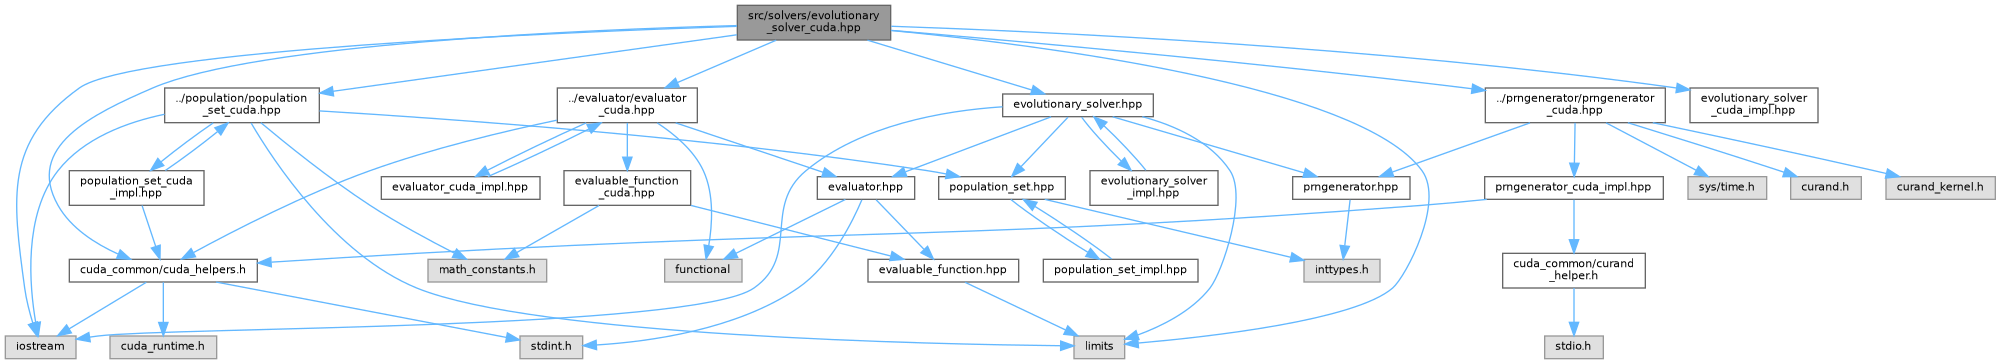 src/solvers/evolutionary
_solver_cuda.hpp
../population/population
_set_cuda.hpp
../evaluator/evaluator
_cuda.hpp
evolutionary_solver.hpp
../prngenerator/prngenerator
_cuda.hpp
evolutionary_solver
_cuda_impl.hpp
population_set_cuda
_impl.hpp
evaluator_cuda_impl.hpp
evaluable_function
_cuda.hpp
evaluator.hpp
population_set.hpp
evolutionary_solver
_impl.hpp
prngenerator.hpp
prngenerator_cuda_impl.hpp
sys/time.h
curand.h
curand_kernel.h
cuda_common/cuda_helpers.h
math_constants.h
functional
evaluable_function.hpp
population_set_impl.hpp
inttypes.h
cuda_common/curand
_helper.h
iostream
cuda_runtime.h
stdint.h
limits
stdio.h